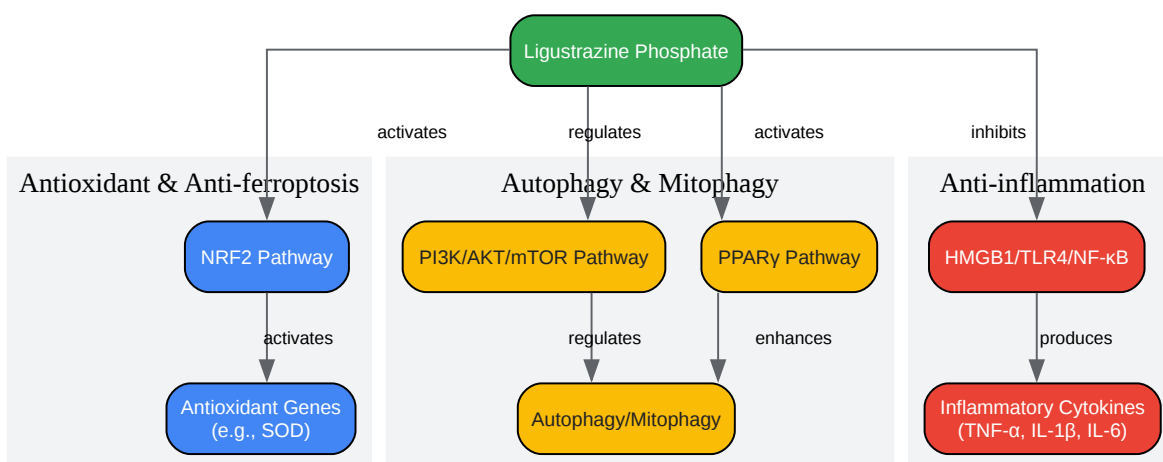 Ligustrazine Phosphate
activates
regulates
activates
inhibits
Antioxidant & Anti-ferroptosis
Autophagy & Mitophagy
Anti-inflammation
NRF2 Pathway
PI3K/AKT/mTOR Pathway
PPARγ Pathway
HMGB1/TLR4/NF-κB
activates
regulates
enhances
produces
Antioxidant Genes
(e.g., SOD)
Autophagy/Mitophagy
Inflammatory Cytokines
(TNF-α, IL-1β, IL-6)